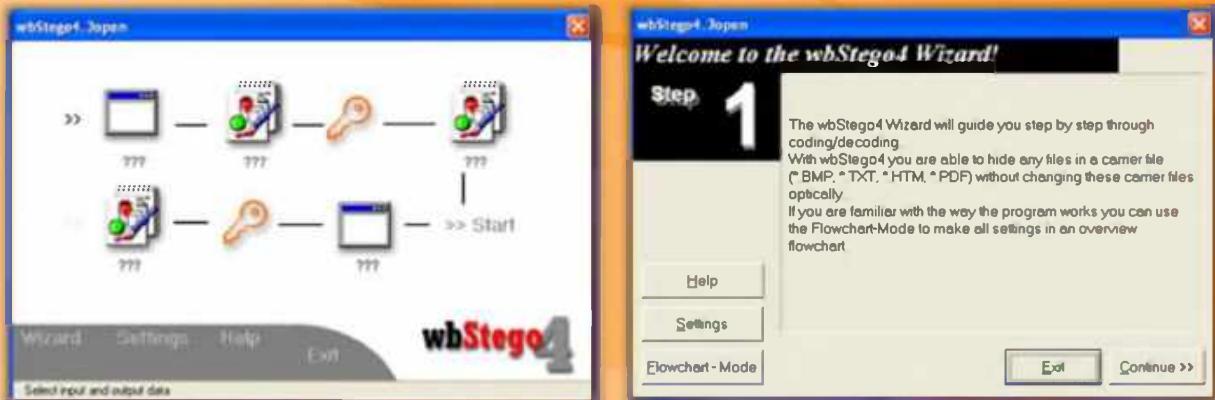 wbStego4.3open
>>
???
???
???
>> Start
???
???
Wizard Settings Help Exit
wbStego4
Select input and output data
wbStego4.3open
Welcome to the wbStego4 Wizard!
Step 1
The wbStego4 Wizard will guide you step by step through
coding/decoding
With wbStego4 you are able to hide any files in a carrier file
(*.BMP, *.TXT, *.HTM, *.PDF) without changing these carrier files
optically
If you are familiar with the way the program works you can use
the Flowchart-Mode to make all settings in an overview
flowchart
Help
Settings
Flowchart - Mode
Exit
Continue >>